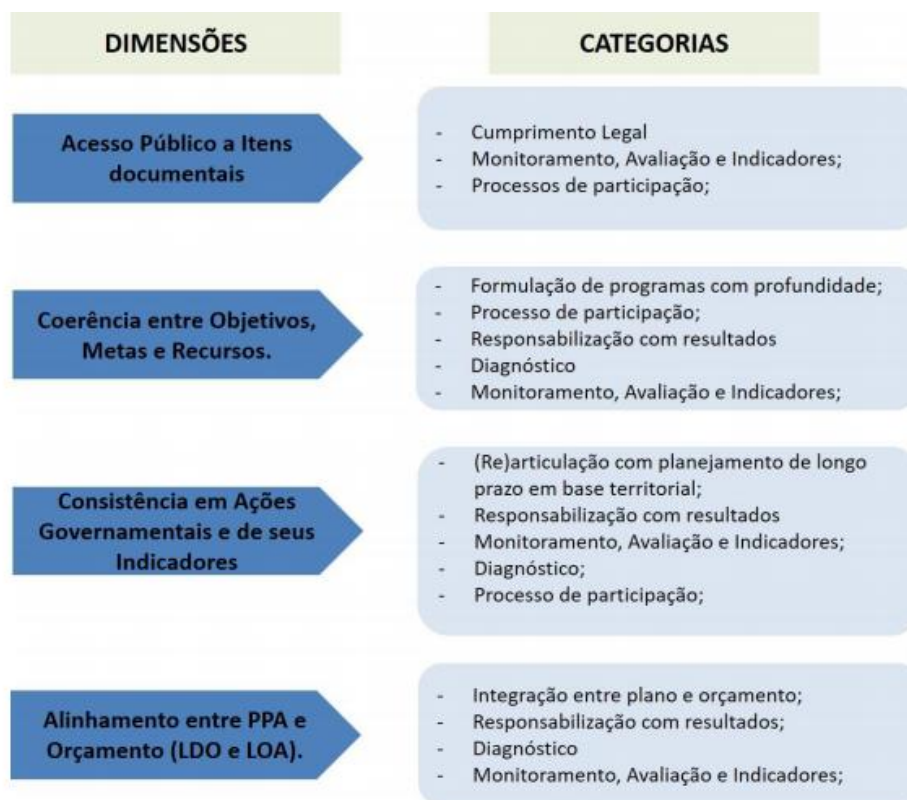 DIMENSÕES
CATEGORIAS
Acesso Público a Itens
documentais
- Cumprimento Legal
- Monitoramento, Avaliação e Indicadores;
- Processos de participação;
Coerência entre Objetivos,
Metas e Recursos.
- Formulação de programas com profundidade;
- Processo de participação;
- Responsabilização com resultados
- Diagnóstico
- Monitoramento, Avaliação e Indicadores;
Consistência em Ações
Governamentais e de seus
Indicadores
- (Re)articulação com planejamento de longo
prazo em base territorial;
- Responsabilização com resultados
- Monitoramento, Avaliação e Indicadores;
- Diagnóstico;
- Processo de participação;
Alinhamento entre PPA e
Orçamento (LDO e LOA).
- Integração entre plano e orçamento;
- Responsabilização com resultados;
- Diagnóstico
- Monitoramento, Avaliação e Indicadores;